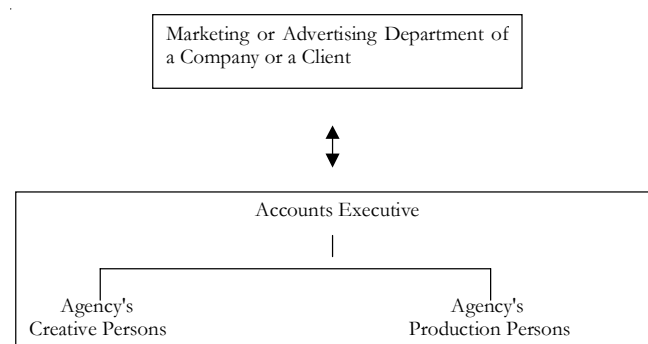 Marketing or Advertising Department of
a Company or a Client
Accounts Executive
Agency's
Creative Persons
Agency's
Production Persons